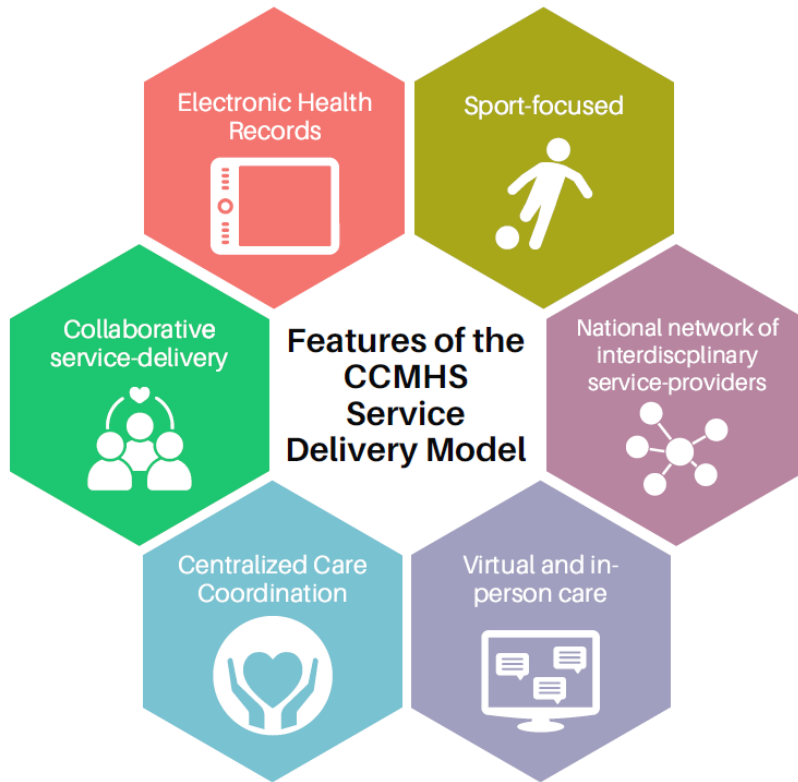 Electronic Health
Records
Sport-focused
Collaborative
service-delivery
Features of the
CCMHS
Service
Delivery Model
National network of
interdiscplinary
service-providers
Centralized Care
Coordination
Virtual and in-
person care